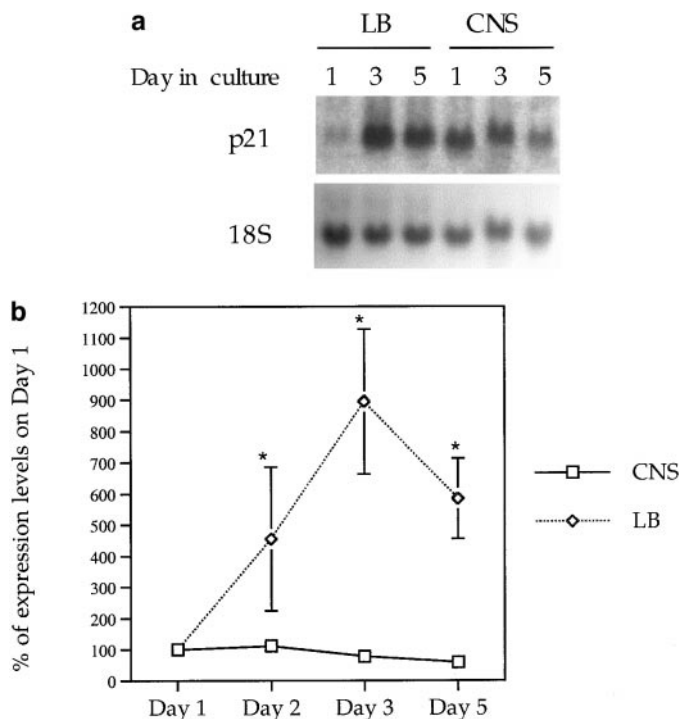 a
LB CNS
Day in culture 1 3 5 1 3 5
p21
18S
b
% of expression levels on Day 1
1200
1100
1000
900
800
700
600
500
400
300
200
100
0
*
*
*
CNS
LB
Day 1 Day 2 Day 3 Day 5